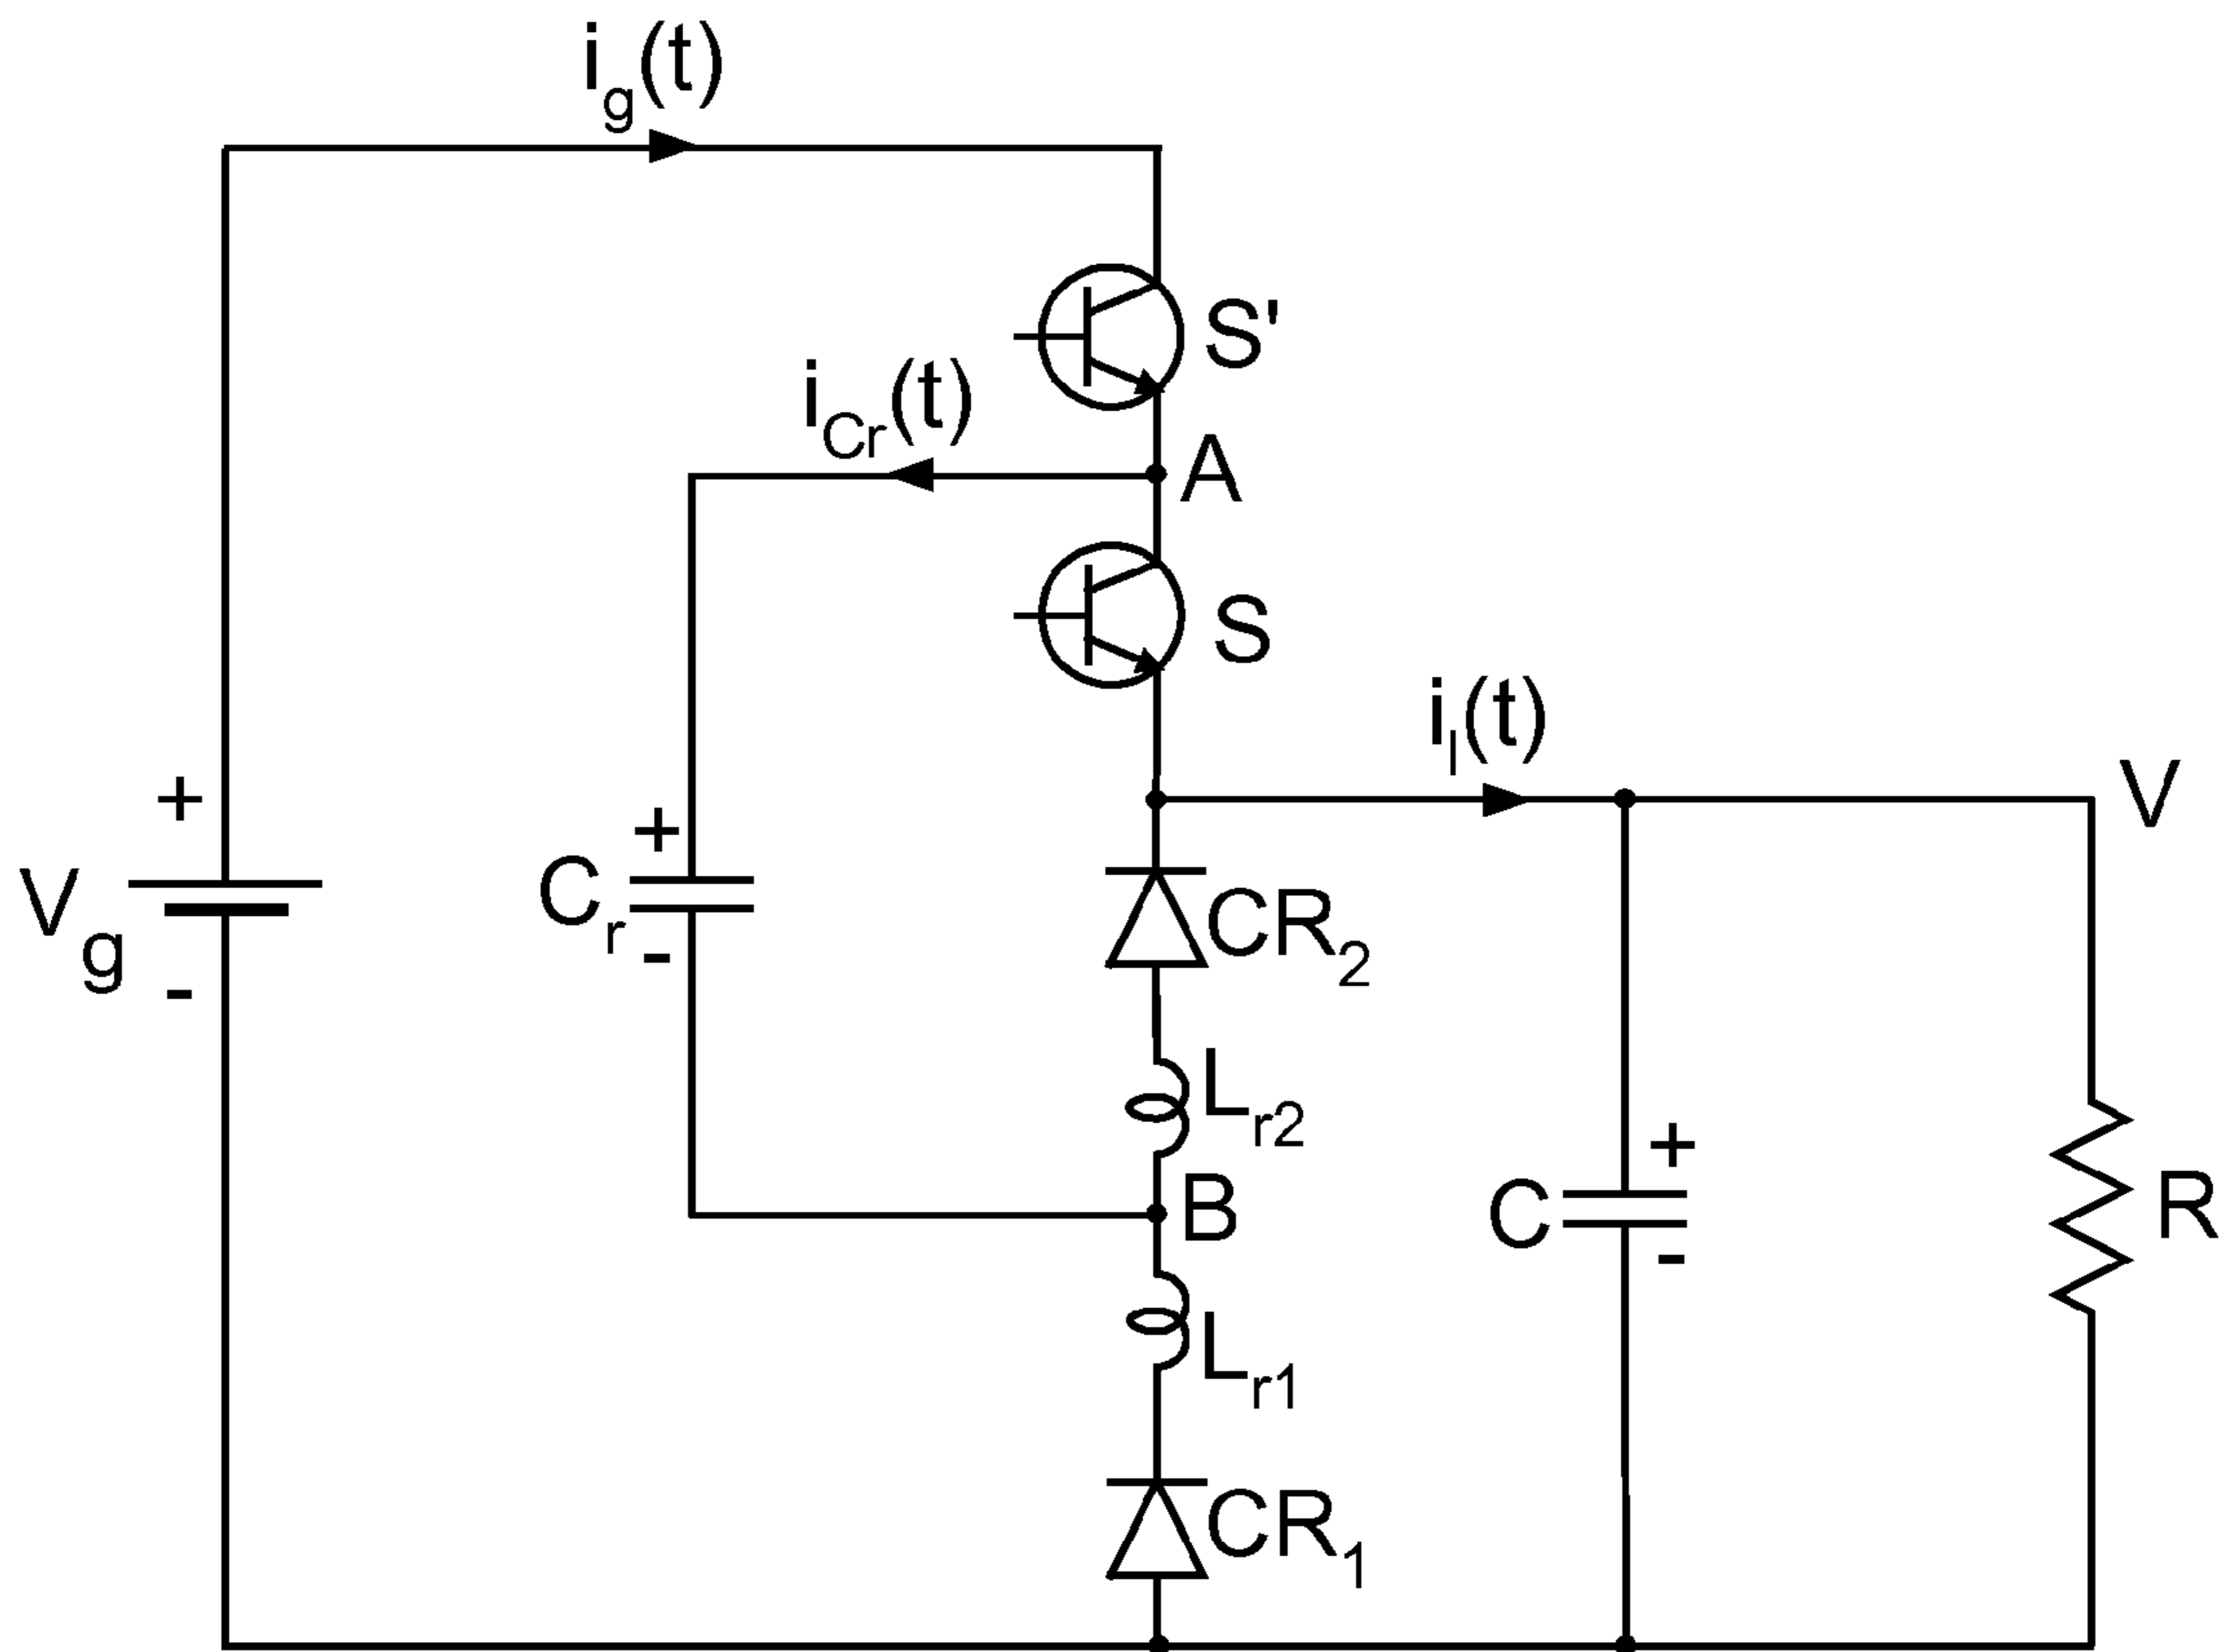 i_g(t)
S'
i_Cr(t)
A
S
i_l(t)
V
+
+
V_g
C_r
-
-
CR_2
L_r2
B
+
C
-
R
L_r1
CR_1